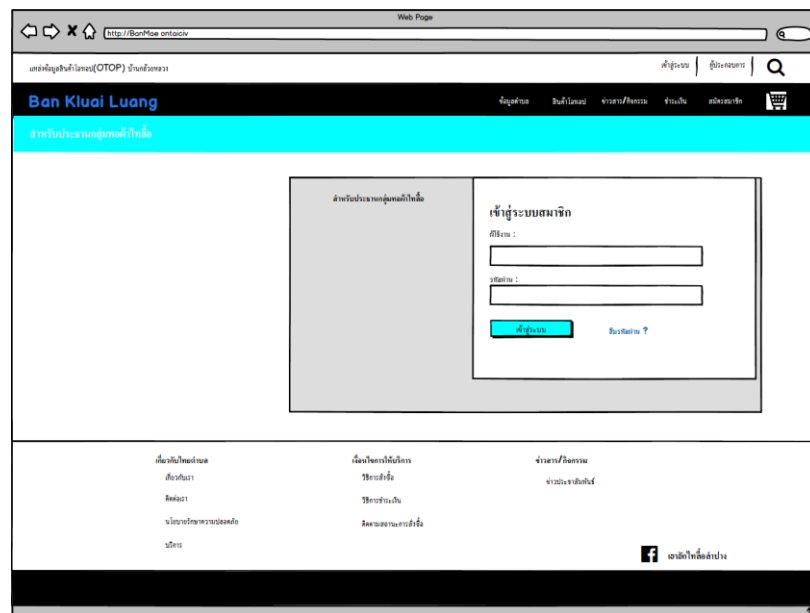 Web Page
http://BanMae ontaiciv
แหล่งข้อมูลสินค้าโอทอป(OTOP) บ้านกล้วยหลวง
เข้าสู่ระบบ
ผู้ประกอบการ
Ban Kluai Luang
ข้อมูลตำบล
สินค้าโอทอป
ข่าวสาร/กิจกรรม
ชำระเงิน
สมัครสมาชิก
สำหรับประธานกลุ่มทอผ้าไทลื้อ
สำหรับประธานกลุ่มทอผ้าไทลื้อ
เข้าสู่ระบบสมาชิก
ผู้ใช้งาน :
รหัสผ่าน :
เข้าสู่ระบบ
ลืมรหัสผ่าน ?
เกี่ยวกับไทยตำบล
เงื่อนไขการให้บริการ
ข่าวสาร/กิจกรรม
เกี่ยวกับเรา
วิธีการสั่งซื้อ
ข่าวประชาสัมพันธ์
ติดต่อเรา
วิธีการชำระเงิน
นโยบายรักษาความปลอดภัย
ติดตามสถานะการสั่งซื้อ
บริการ
เฮาฮักไทลื้อลำปาง